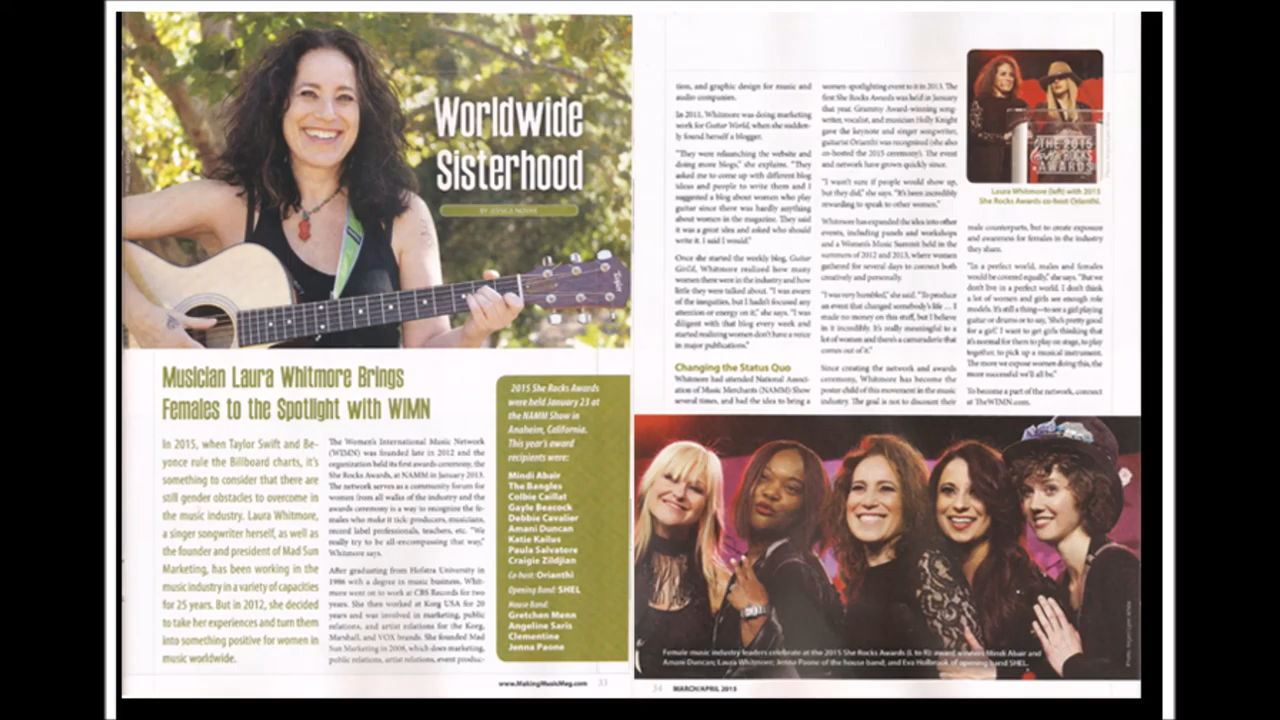 Worldwide
Sisterhood
BY JESSICA NOVAK
Musician Laura Whitmore Brings
Females to the Spotlight with WIMN
In 2015, when Taylor Swift and Be-
yonce rule the Billboard charts, it's
something to consider that there are
still gender obstacles to overcome in
the music industry. Laura Whitmore,
a singer songwriter herself, as well as
the founder and president of Mad Sun
Marketing, has been working in the
music industry in a variety of capacities
for 25 years. But in 2012, she decided
to take her experiences and turn them
into something positive for women in
music worldwide.
The Women's International Music Network
(WIMN) was founded late in 2012 and the
organization held its first awards ceremony, the
She Rocks Awards, at NAMM in January 2013.
The network serves as a community forum for
women from all walks of the industry and the
awards ceremony is a way to recognize the fe-
males who make it tick: producers, musicians,
record label professionals, teachers, etc. "We
really try to be all-encompassing that way,"
Whitmore says.
After graduating from Hofstra University in
1986 with a degree in music business, Whit-
more went on to work at CBS Records for two
years. She then worked at Korg USA for 20
years and was involved in marketing, public
relations, and artist relations for the Korg,
Marshall, and VOX brands. She founded Mad
Sun Marketing in 2008, which does marketing,
public relations, artist relations, event produc-
2015 She Rocks Awards
were held January 23 at
the NAMM Show in
Anaheim, California.
This year's award
recipients were:
Mindi Abair
The Bangles
Colbie Caillat
Gayle Beacock
Debbie Cavalier
Amani Duncan
Katie Kailus
Paula Salvatore
Craigie Zildjian
Co-host: Orianthi
Opening Band: SHEL
House Band:
Gretchen Menn
Angeline Saris
Clementine
Jenna Paone
www.MakingMusicMag.com 33
tion, and graphic design for music and
audio companies.
In 2011, Whitmore was doing marketing
work for Guitar World, when she sudden-
ly found herself a blogger.
"They were relaunching the website and
doing more blogs," she explains. "They
asked me to come up with different blog
ideas and people to write them and I
suggested a blog about women who play
guitar since there was hardly anything
about women in the magazine. They said
it was a great idea and asked who should
write it. I said I would."
Once she started the weekly blog, Guitar
Girl'd, Whitmore realized how many
women there were in the industry and how
little they were talked about. "I was aware
of the inequities, but I hadn't focused any
attention or energy on it," she says. "I was
diligent with that blog every week and
started realizing women don't have a voice
in major publications."
Changing the Status Quo
Whitmore had attended National Associ-
ation of Music Merchants (NAMM) Show
several times, and had the idea to bring a
women-spotlighting event to it in 2013. The
first She Rocks Awards was held in January
that year. Grammy Award-winning song-
writer, vocalist, and musician Holly Knight
gave the keynote and singer songwriter,
guitarist Orianthi was recognized (she also
co-hosted the 2015 ceremony). The event
and network have grown quickly since.
"I wasn't sure if people would show up,
but they did," she says. "It's been incredibly
rewarding to speak to other women."
Whitmore has expanded the idea into other
events, including panels and workshops
and a Women's Music Summit held in the
summers of 2012 and 2013, where women
gathered for several days to connect both
creatively and personally.
"I was very humbled," she said. "To produce
an event that changed somebody's life ... I
made no money on this stuff, but I believe
in it incredibly. It's really meaningful to a
lot of women and there's a camaraderie that
comes out of it."
Since creating the network and awards
ceremony, Whitmore has become the
poster child of this movement in the music
industry. The goal is not to discount their
THE 2015
SHE ROCKS
AWARDS
Laura Whitmore (left) with 2015
She Rocks Awards co-host Orianthi.
male counterparts, but to create exposure
and awareness for females in the industry
they share.
"In a perfect world, males and females
would be covered equally," she says. "But we
don't live in a perfect world. I don't think
a lot of women and girls see enough role
models. It's still a thing—to see a girl playing
guitar or drums or to say, 'She's pretty good
for a girl.' I want to get girls thinking that
it's normal for them to play on stage, to play
together, to pick up a musical instrument.
The more we expose women doing this, the
more successful we'll all be."
To become a part of the network, connect
at TheWIMN.com.
Female music industry leaders celebrate at the 2015 She Rocks Awards (L to R): award winners Mindi Abair and
Amani Duncan; Laura Whitmore; Jenna Paone of the house band; and Eva Holbrook of opening band SHEL.
34 MARCH/APRIL 2015